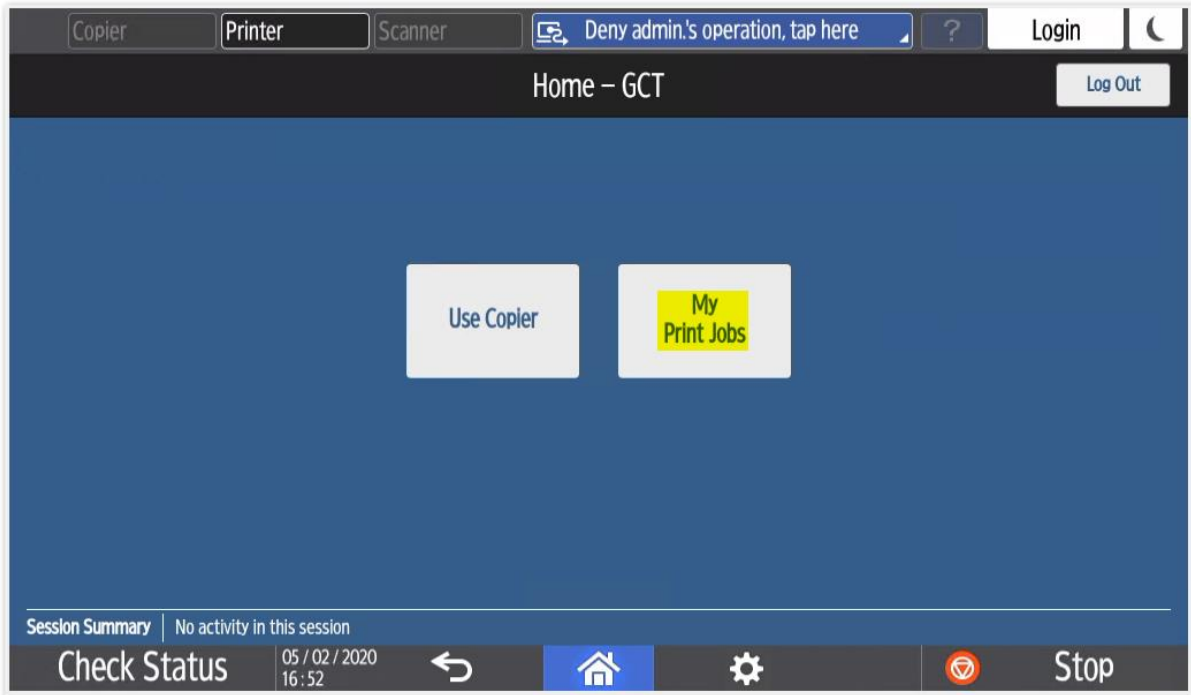 Copier Printer Scanner Deny admin.'s operation, tap here ? Login
Home – GCT Log Out
Use Copier
My
Print Jobs
Session Summary No activity in this session
Check Status
05 / 02 / 2020
16 : 52
Stop